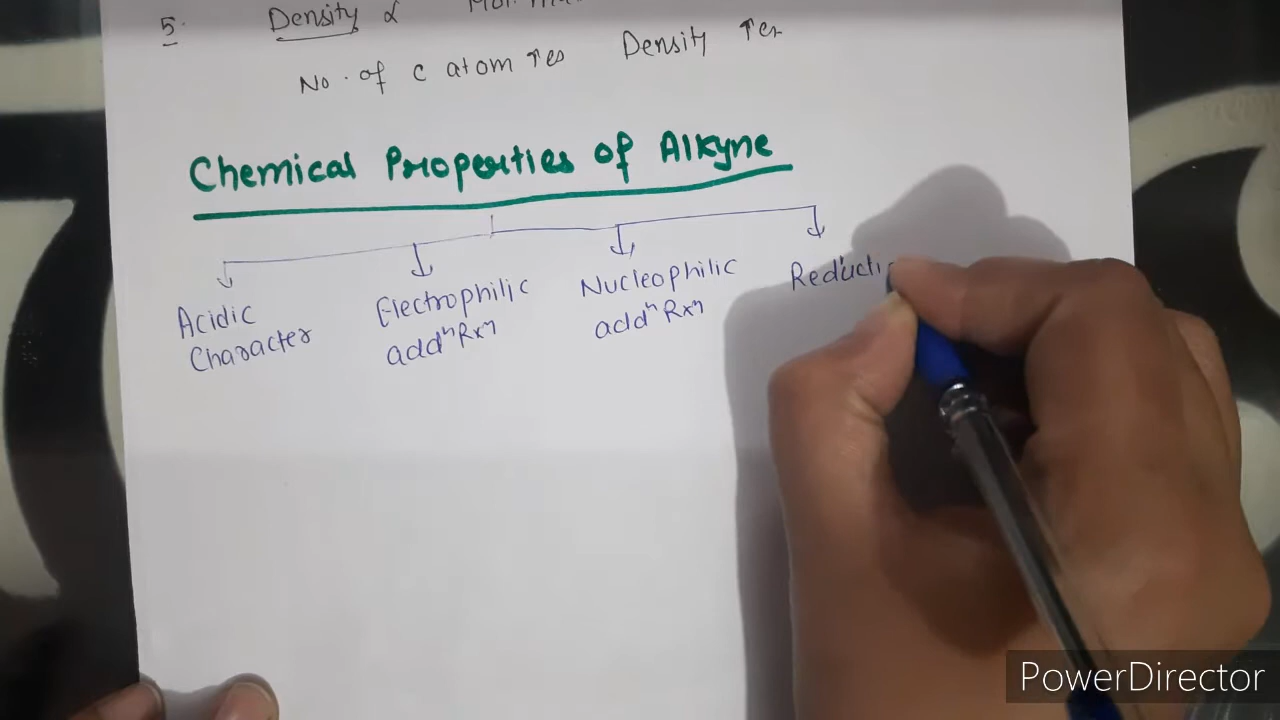 5. Density α
No. of c atom ↑es Density ↑es
Chemical Properties of Alkyne
Acidic Character
Electrophilic addⁿ Rxⁿ
Nucleophilic addⁿ Rxⁿ
Reducti
PowerDirector